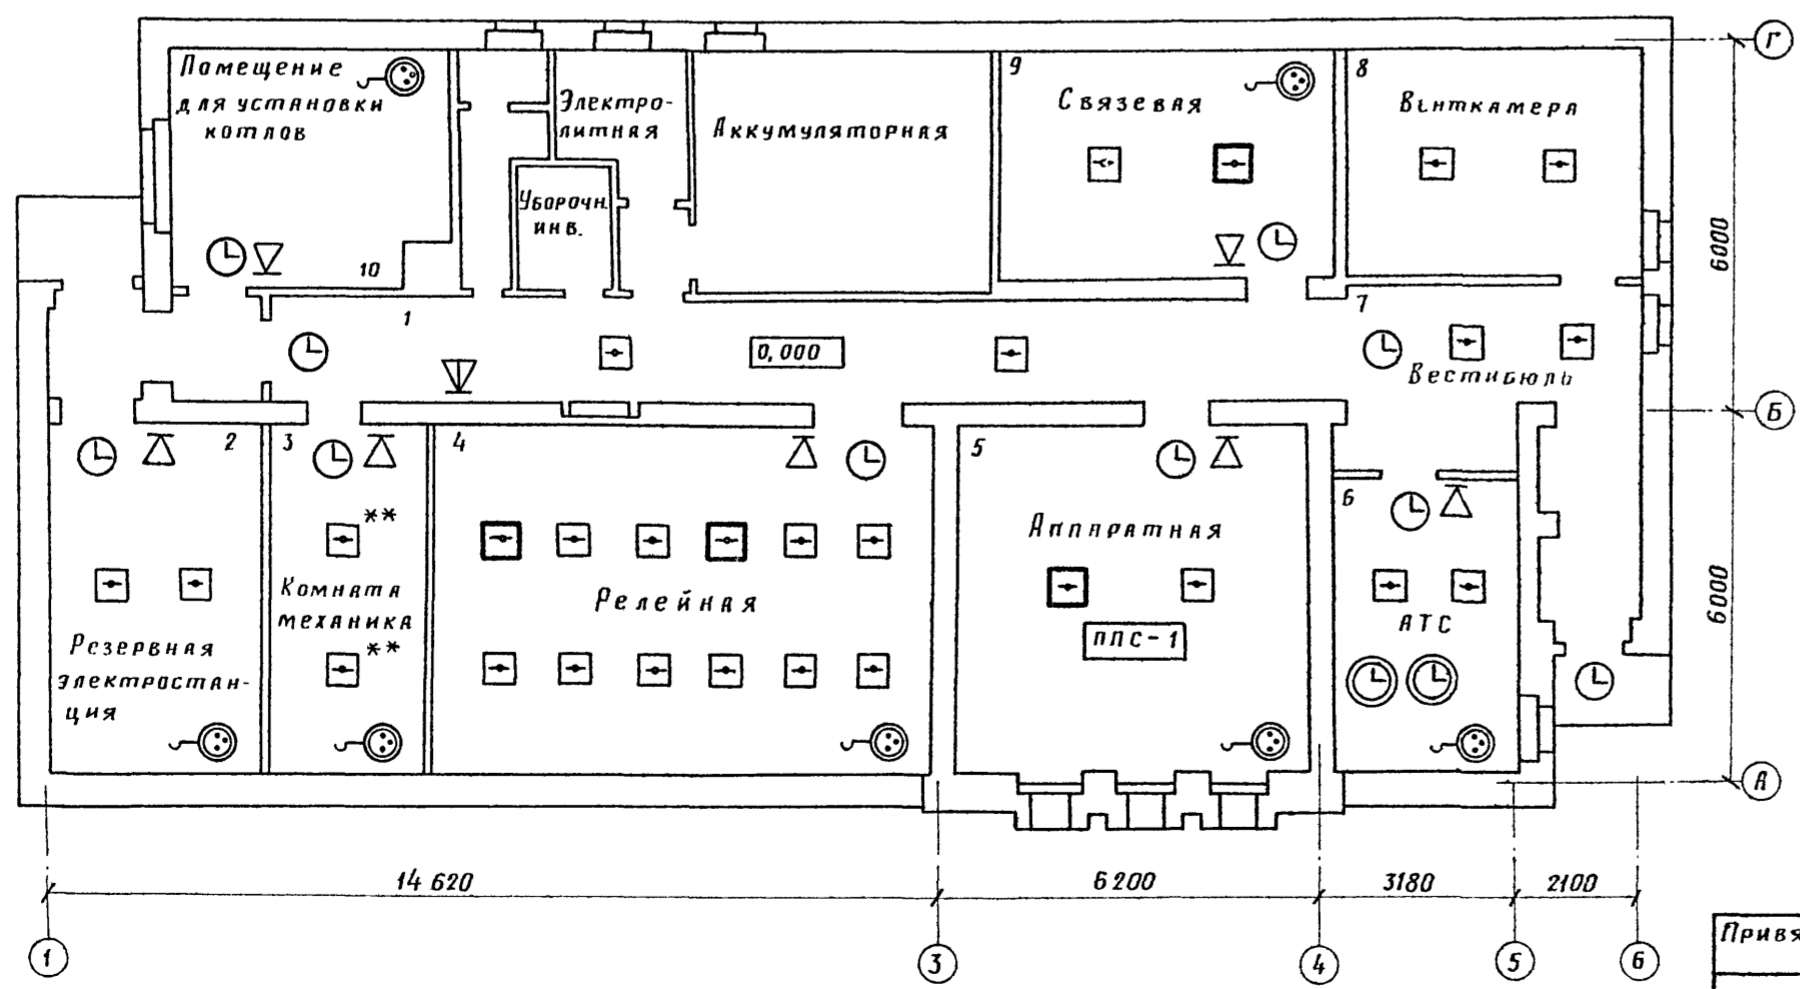 Помещение
для установки
котлов
10
Электро-
литная
Уборочн.
инв.
Аккумуляторная
9
Связевая
8
Венткамера
Г
6000
1
0,000
7
Вестибюль
Б
2
3
4
5
6
**
Комната
механика
**
Резервная
электростан-
ция
Релейная
Аппаратная
ППС-1
АТС
6000
А
14 620
6200
3180
2100
1
3
4
5
6
Привя